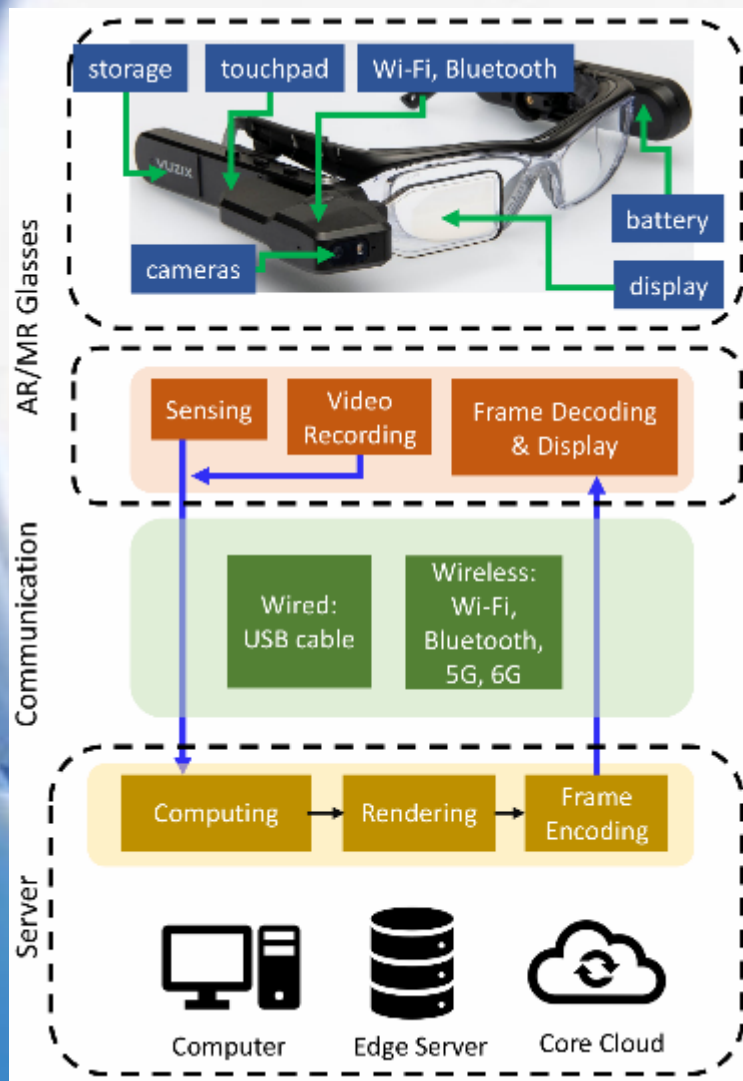 storage
touchpad
Wi-Fi, Bluetooth
VUZIX
battery
cameras
display
AR/MR Glasses
Sensing
Video
Recording
Frame Decoding
& Display
Communication
Wired:
USB cable
Wireless:
Wi-Fi,
Bluetooth,
5G, 6G
Server
Computing
Rendering
Frame
Encoding
Computer
Edge Server
Core Cloud